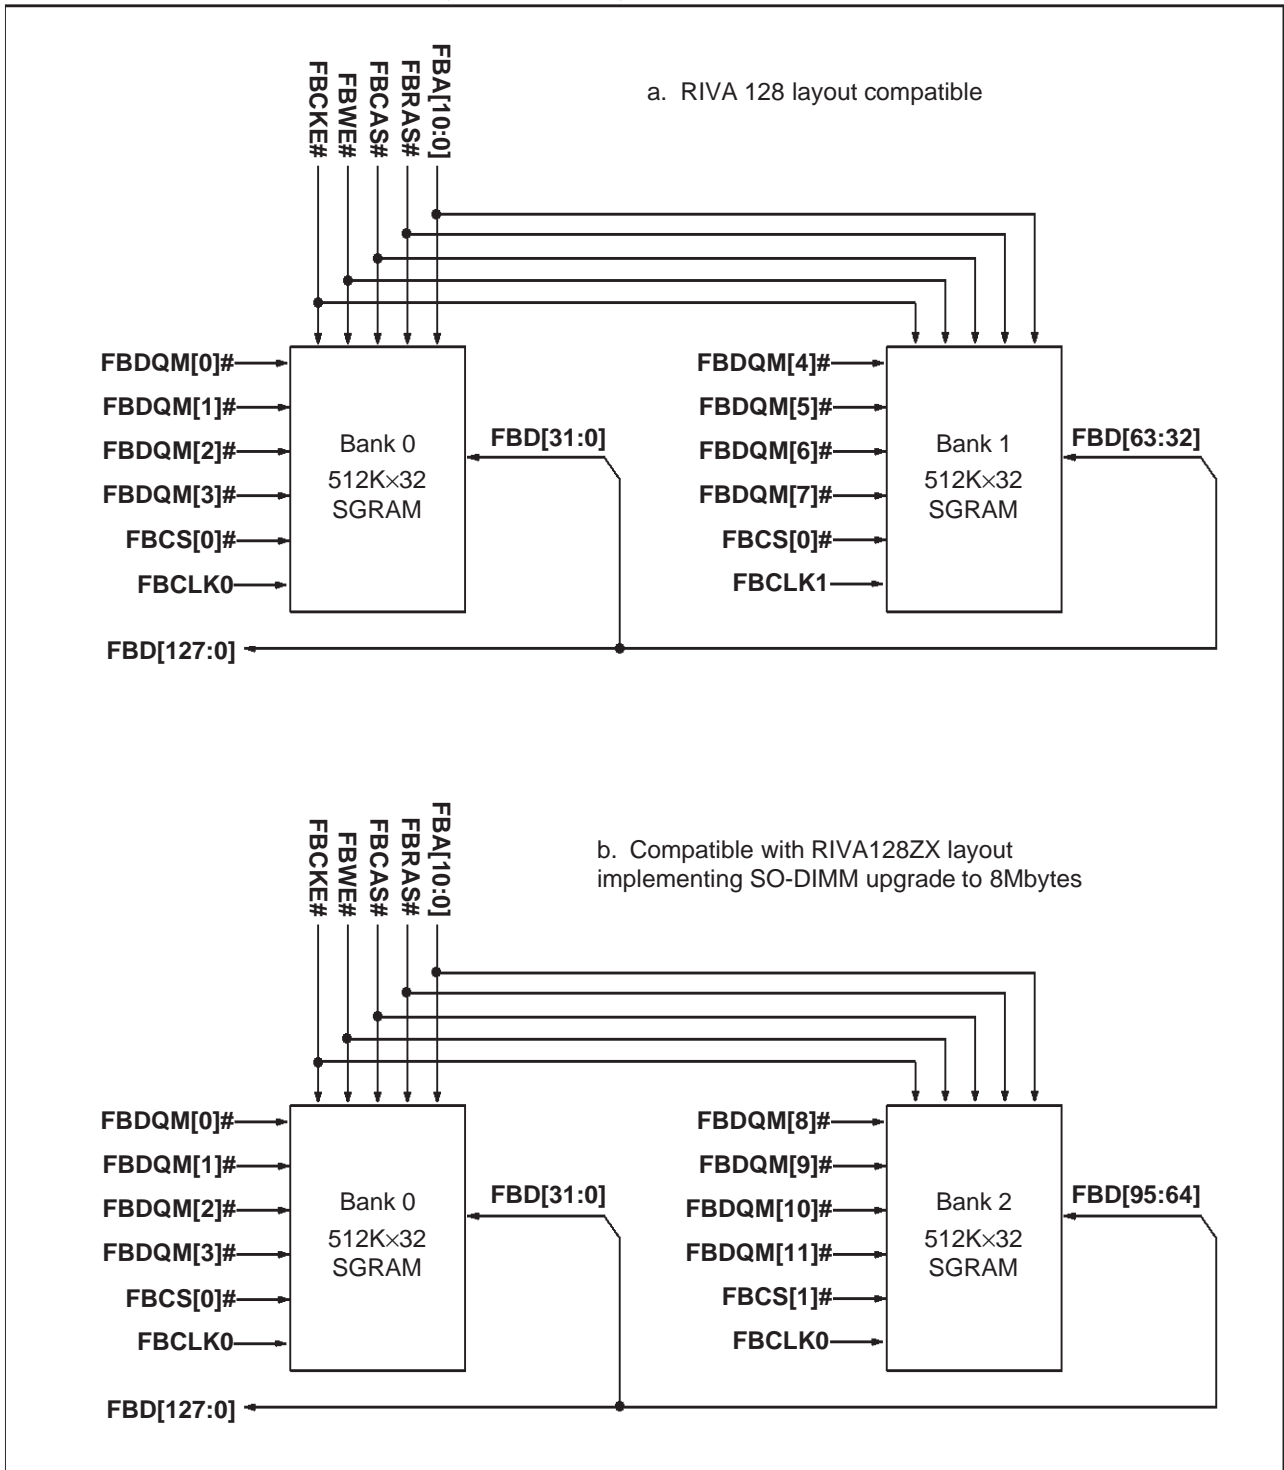 FBCKE#
FBWE#
FBCAS#
FBRAS#
FBA[10:0]
a. RIVA 128 layout compatible
FBDQM[0]#
FBDQM[1]#
FBDQM[2]#
FBDQM[3]#
FBCS[0]#
FBCLK0
Bank 0
512K×32
SGRAM
FBD[31:0]
FBDQM[4]#
FBDQM[5]#
FBDQM[6]#
FBDQM[7]#
FBCS[0]#
FBCLK1
Bank 1
512K×32
SGRAM
FBD[63:32]
FBD[127:0]
FBCKE#
FBWE#
FBCAS#
FBRAS#
FBA[10:0]
b. Compatible with RIVA128ZX layout
implementing SO-DIMM upgrade to 8Mbytes
FBDQM[0]#
FBDQM[1]#
FBDQM[2]#
FBDQM[3]#
FBCS[0]#
FBCLK0
Bank 0
512K×32
SGRAM
FBD[31:0]
FBDQM[8]#
FBDQM[9]#
FBDQM[10]#
FBDQM[11]#
FBCS[1]#
FBCLK0
Bank 2
512K×32
SGRAM
FBD[95:64]
FBD[127:0]